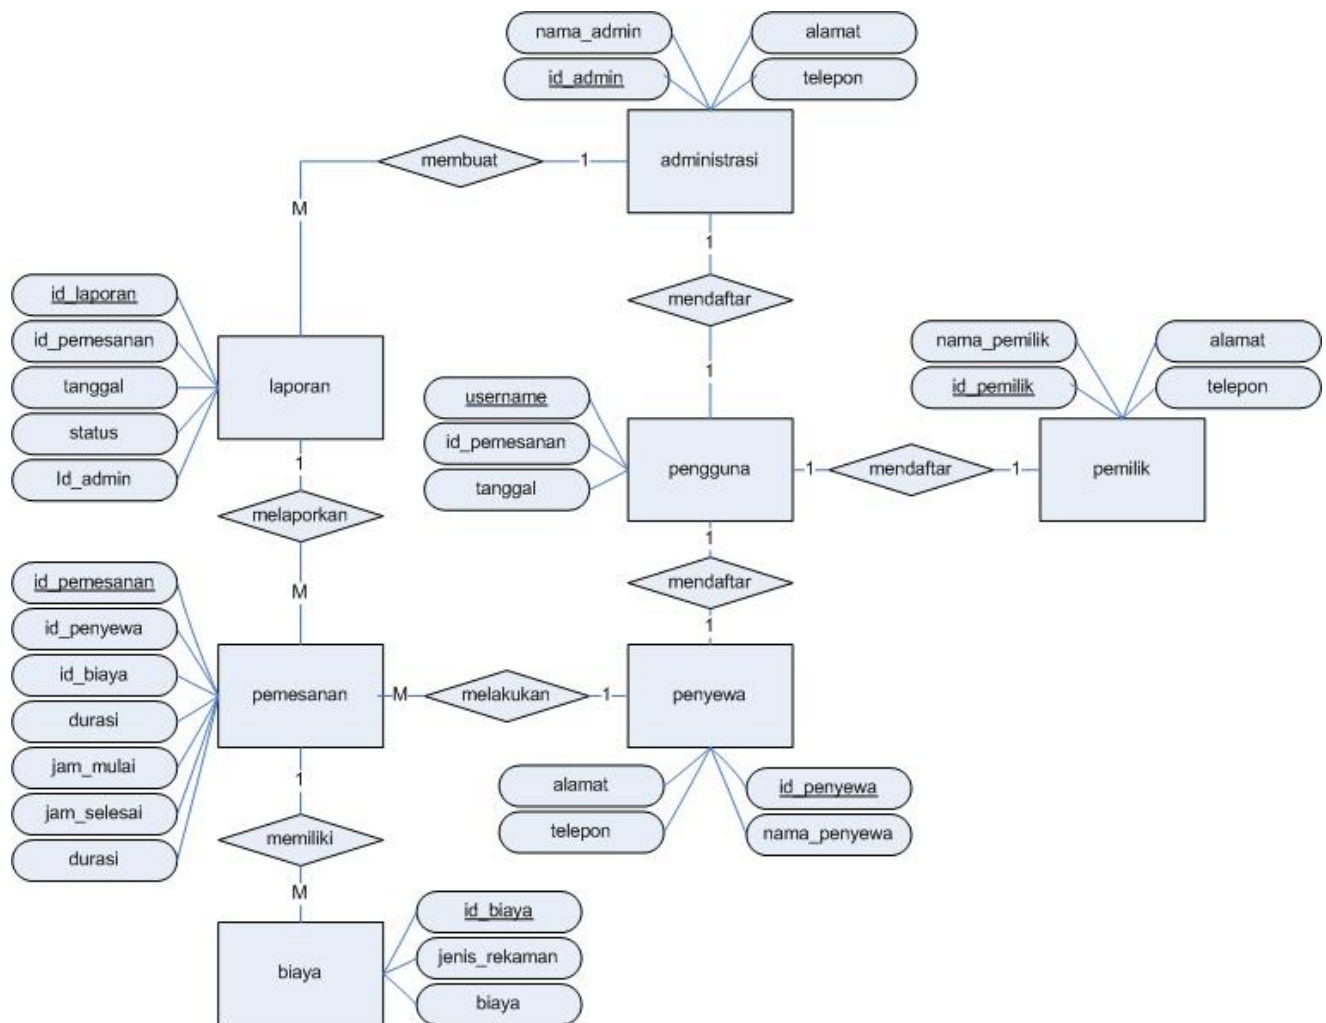 nama_admin
alamat
id_admin
telepon
administrasi
membuat
1
M
1
mendaftar
1
id_laporan
id_pemesanan
tanggal
status
Id_admin
laporan
1
melaporkan
M
username
id_pemesanan
tanggal
pengguna
1
mendaftar
1
nama_pemilik
alamat
id_pemilik
telepon
pemilik
1
mendaftar
1
id_pemesanan
id_penyewa
id_biaya
durasi
jam_mulai
jam_selesai
durasi
pemesanan
M
melakukan
1
penyewa
alamat
id_penyewa
telepon
nama_penyewa
1
memiliki
M
id_biaya
jenis_rekaman
biaya
biaya